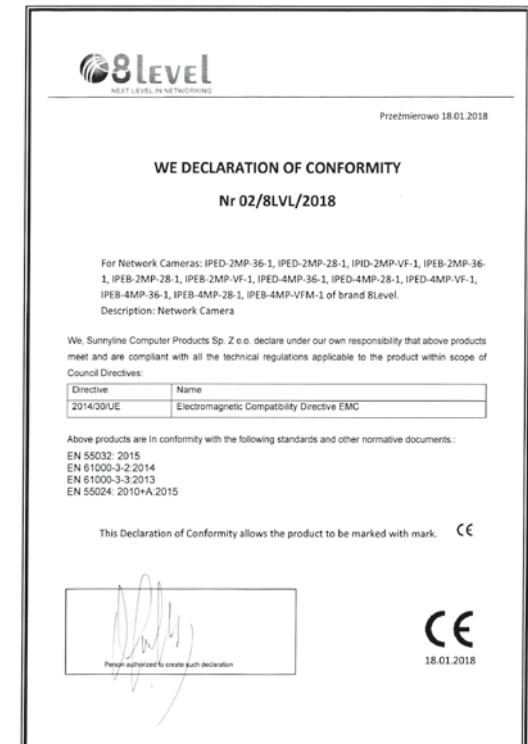 8LEVEL
NEXT LEVEL IN NETWORKING
Przeźmierowo 18.01.2018
WE DECLARATION OF CONFORMITY
Nr 02/8LVL/2018
For Network Cameras: IPED-2MP-36-1, IPED-2MP-28-1, IPID-2MP-VF-1, IPEB-2MP-36-
1, IPEB-2MP-28-1, IPEB-2MP-VF-1, IPED-4MP-36-1, IPED-4MP-28-1, IPED-4MP-VF-1,
IPEB-4MP-36-1, IPEB-4MP-28-1, IPEB-4MP-VFM-1 of brand 8Level.
Description: Network Camera
We, Sunnyline Computer Products Sp. Z o.o. declare under our own responsibility that above products
meet and are compliant with all the technical regulations applicable to the product within scope of
Council Directives:
Directive Name
2014/30/UE Electromagnetic Compatibility Directive EMC
Above products are In conformity with the following standards and other normative documents.:
EN 55032: 2015
EN 61000-3-2:2014
EN 61000-3-3:2013
EN 55024: 2010+A:2015
This Declaration of Conformity allows the product to be marked with mark. CE
Person authorized to create such declaration
CE
18.01.2018